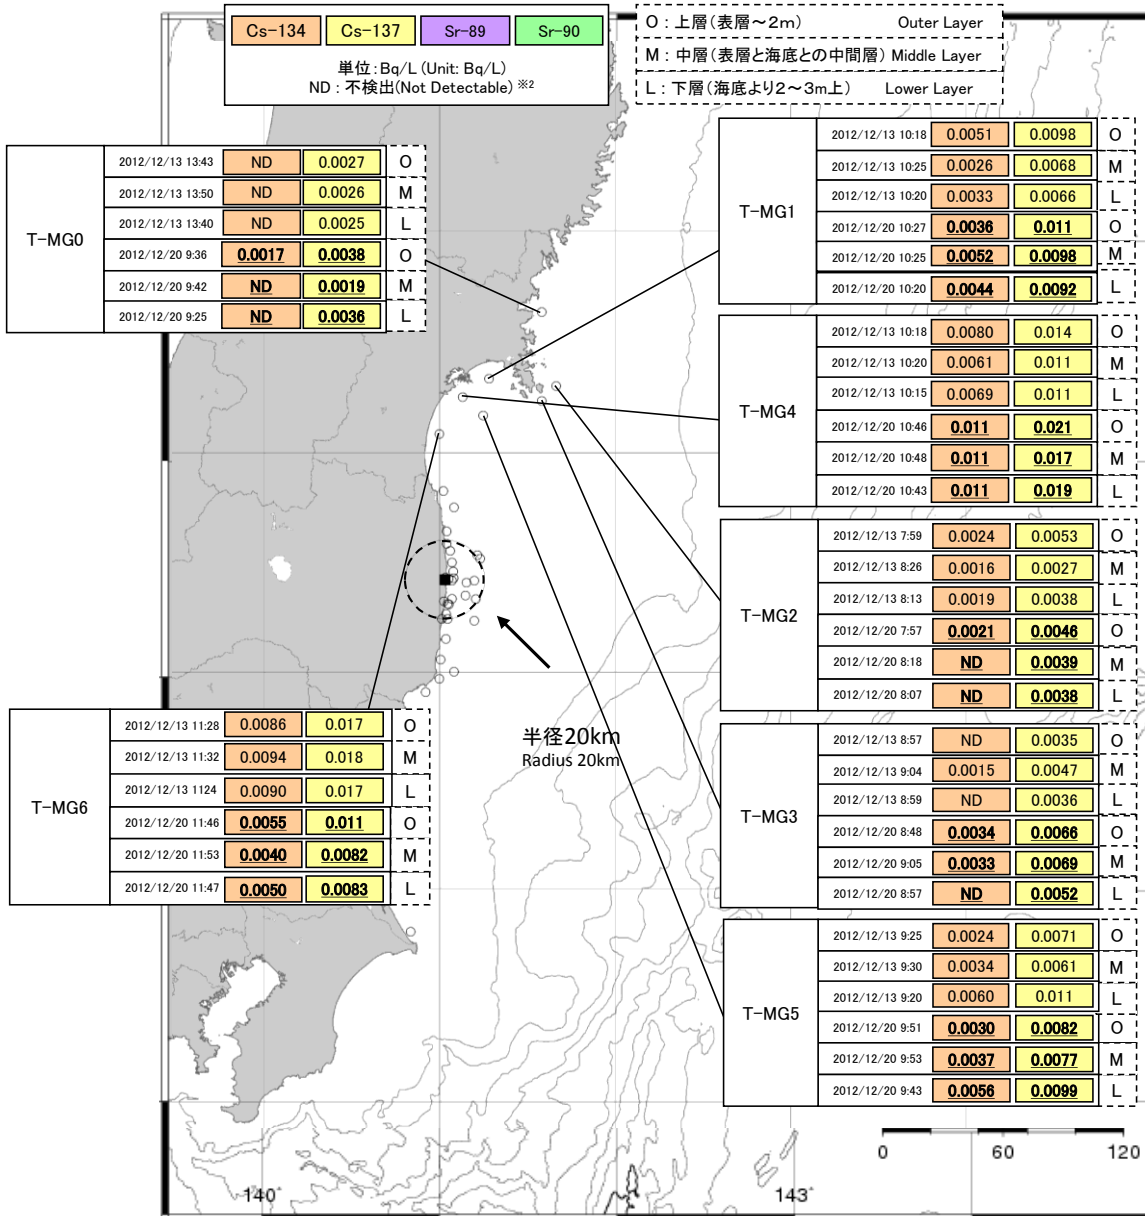 Cs-134 Cs-137 Sr-89 Sr-90
単位:Bq/L (Unit: Bq/L)
ND : 不検出(Not Detectable) ※2
O : 上層(表層~2m) Outer Layer
M : 中層(表層と海底との中間層) Middle Layer
L : 下層(海底より2~3m上) Lower Layer
T-MG0
2012/12/13 13:43 ND 0.0027 O
2012/12/13 13:50 ND 0.0026 M
2012/12/13 13:40 ND 0.0025 L
2012/12/20 9:36 0.0017 0.0038 O
2012/12/20 9:42 ND 0.0019 M
2012/12/20 9:25 ND 0.0036 L
T-MG1
2012/12/13 10:18 0.0051 0.0098 O
2012/12/13 10:25 0.0026 0.0068 M
2012/12/13 10:20 0.0033 0.0066 L
2012/12/20 10:27 0.0036 0.011 O
2012/12/20 10:25 0.0052 0.0098 M
2012/12/20 10:20 0.0044 0.0092 L
T-MG4
2012/12/13 10:18 0.0080 0.014 O
2012/12/13 10:20 0.0061 0.011 M
2012/12/13 10:15 0.0069 0.011 L
2012/12/20 10:46 0.011 0.021 O
2012/12/20 10:48 0.011 0.017 M
2012/12/20 10:43 0.011 0.019 L
T-MG2
2012/12/13 7:59 0.0024 0.0053 O
2012/12/13 8:26 0.0016 0.0027 M
2012/12/13 8:13 0.0019 0.0038 L
2012/12/20 7:57 0.0021 0.0046 O
2012/12/20 8:18 ND 0.0039 M
2012/12/20 8:07 ND 0.0038 L
T-MG6
2012/12/13 11:28 0.0086 0.017 O
2012/12/13 11:32 0.0094 0.018 M
2012/12/13 1124 0.0090 0.017 L
2012/12/20 11:46 0.0055 0.011 O
2012/12/20 11:53 0.0040 0.0082 M
2012/12/20 11:47 0.0050 0.0083 L
半径20km
Radius 20km
T-MG3
2012/12/13 8:57 ND 0.0035 O
2012/12/13 9:04 0.0015 0.0047 M
2012/12/13 8:59 ND 0.0036 L
2012/12/20 8:48 0.0034 0.0066 O
2012/12/20 9:05 0.0033 0.0069 M
2012/12/20 8:57 ND 0.0052 L
T-MG5
2012/12/13 9:25 0.0024 0.0071 O
2012/12/13 9:30 0.0034 0.0061 M
2012/12/13 9:20 0.0060 0.011 L
2012/12/20 9:51 0.0030 0.0082 O
2012/12/20 9:53 0.0037 0.0077 M
2012/12/20 9:43 0.0056 0.0099 L
0 60 120
140° 143°